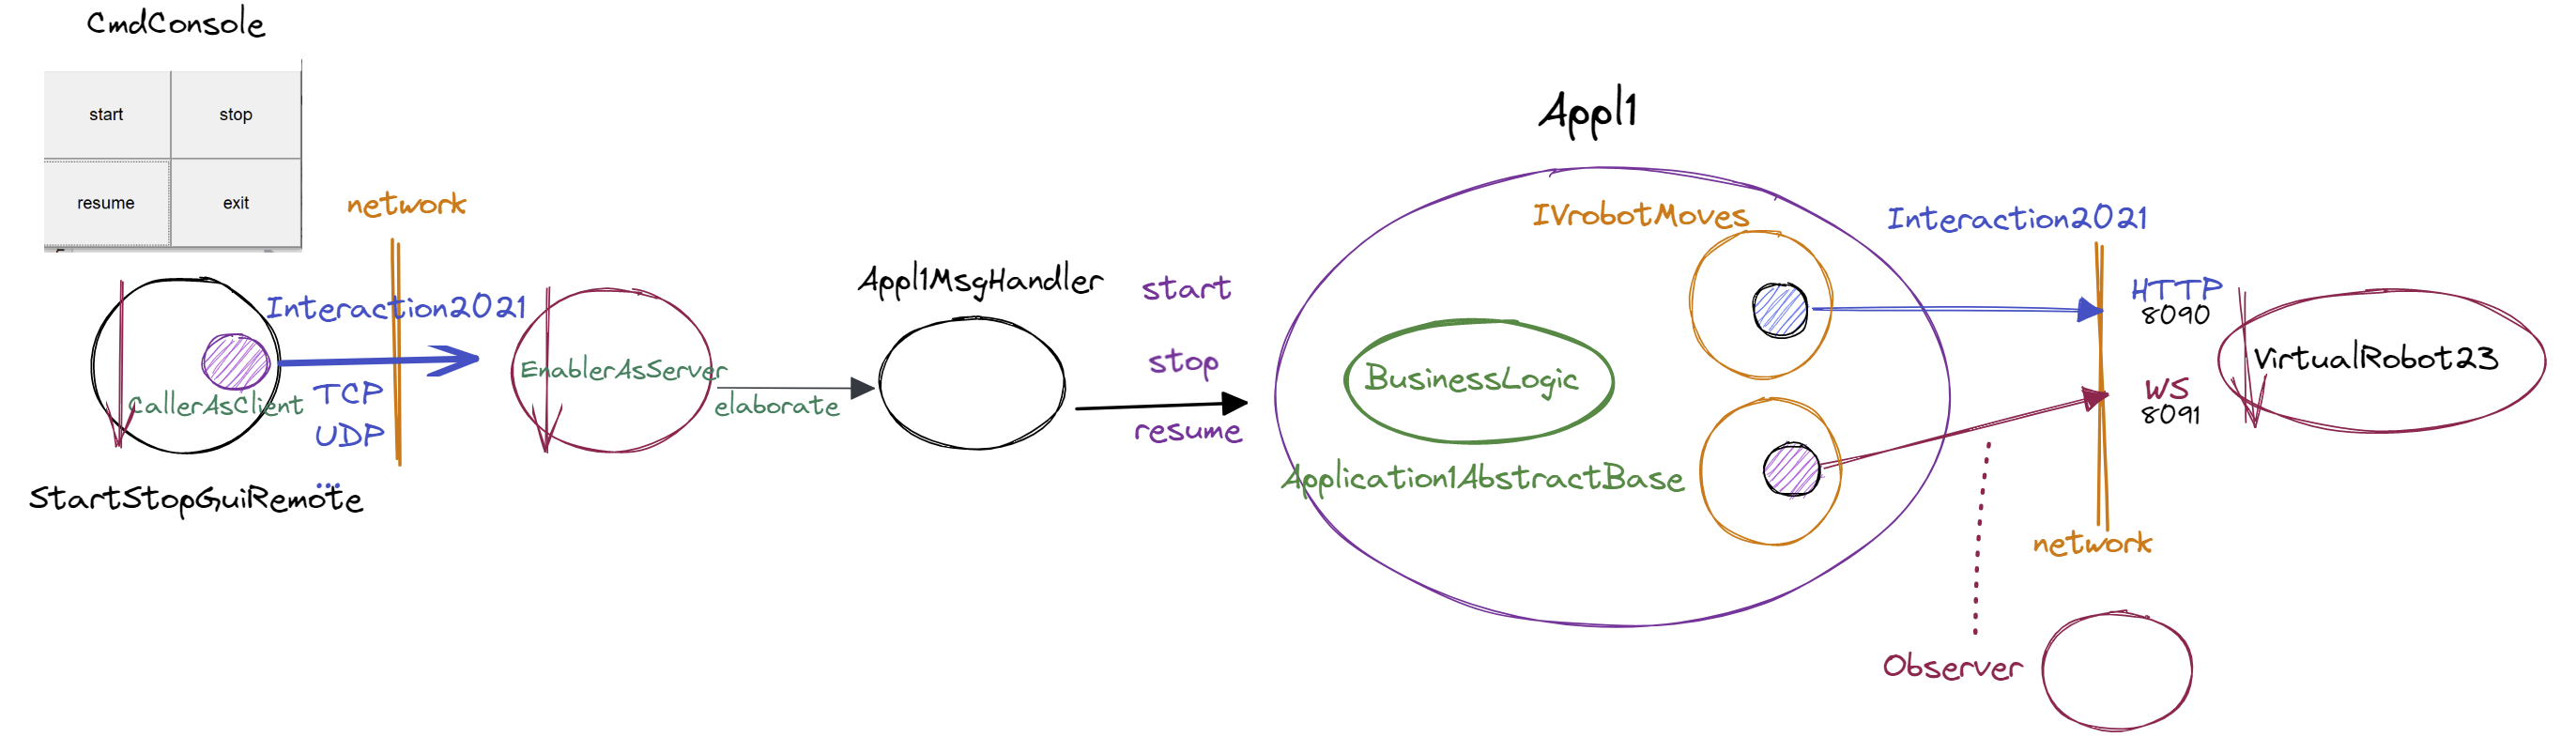 CmdConsole
start
stop
resume
exit
network
Interaction2021
CallerAsClient
TCP
UDP
...
StartStopGuiRemote
EnablerAsServer
elaborate
Appl1MsgHandler
start
stop
resume
Appl1
IVrobotMoves
BusinessLogic
Application1AbstractBase
Interaction2021
HTTP
8090
WS
8091
VirtualRobot23
network
Observer